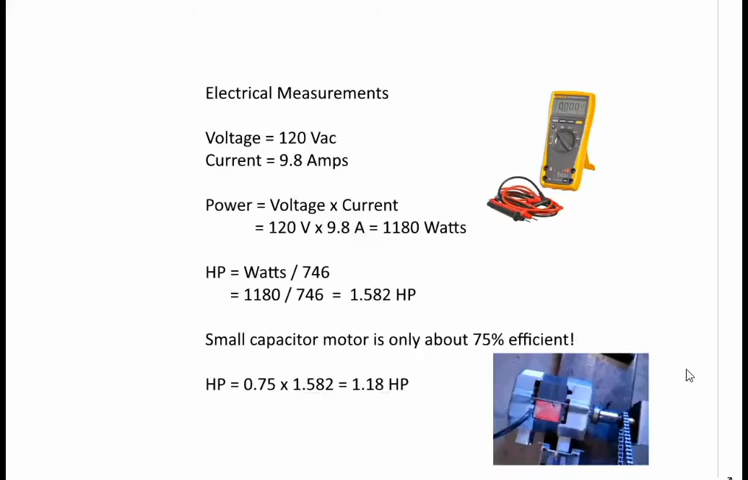 Electrical Measurements
Voltage = 120 Vac
Current = 9.8 Amps
Power = Voltage x Current
= 120 V x 9.8 A = 1180 Watts
HP = Watts / 746
= 1180 / 746 = 1.582 HP
Small capacitor motor is only about 75% efficient!
HP = 0.75 x 1.582 = 1.18 HP